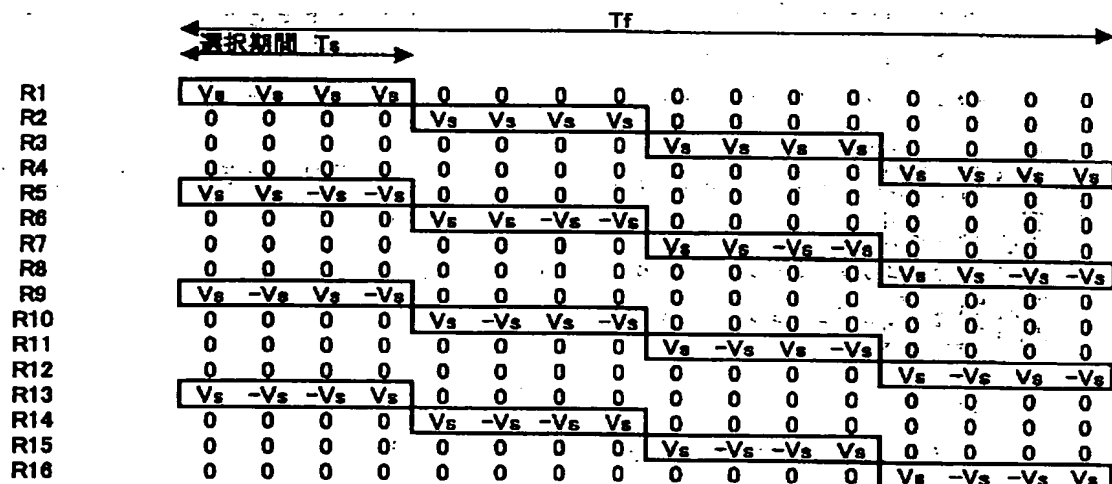 Tf
選択期間 Ts
R1 Vs Vs Vs Vs 0 0 0 0 0 0 0 0 0 0 0 0
R2 0 0 0 0 Vs Vs Vs Vs 0 0 0 0 0 0 0 0
R3 0 0 0 0 0 0 0 0 Vs Vs Vs Vs 0 0 0 0
R4 0 0 0 0 0 0 0 0 0 0 0 0 Vs Vs Vs Vs
R5 Vs Vs -Vs -Vs 0 0 0 0 0 0 0 0 0 0 0 0
R6 0 0 0 0 Vs Vs -Vs -Vs 0 0 0 0 0 0 0 0
R7 0 0 0 0 0 0 0 0 Vs Vs -Vs -Vs 0 0 0 0
R8 0 0 0 0 0 0 0 0 0 0 0 0 Vs Vs -Vs -Vs
R9 Vs -Vs Vs -Vs 0 0 0 0 0 0 0 0 0 0 0 0
R10 0 0 0 0 Vs -Vs Vs -Vs 0 0 0 0 0 0 0 0
R11 0 0 0 0 0 0 0 0 Vs -Vs Vs -Vs 0 0 0 0
R12 0 0 0 0 0 0 0 0 0 0 0 0 Vs -Vs Vs -Vs
R13 Vs -Vs -Vs Vs 0 0 0 0 0 0 0 0 0 0 0 0
R14 0 0 0 0 Vs -Vs -Vs Vs 0 0 0 0 0 0 0 0
R15 0 0 0 0 0 0 0 0 Vs -Vs -Vs Vs 0 0 0 0
R16 0 0 0 0 0 0 0 0 0 0 0 0 Vs -Vs -Vs Vs